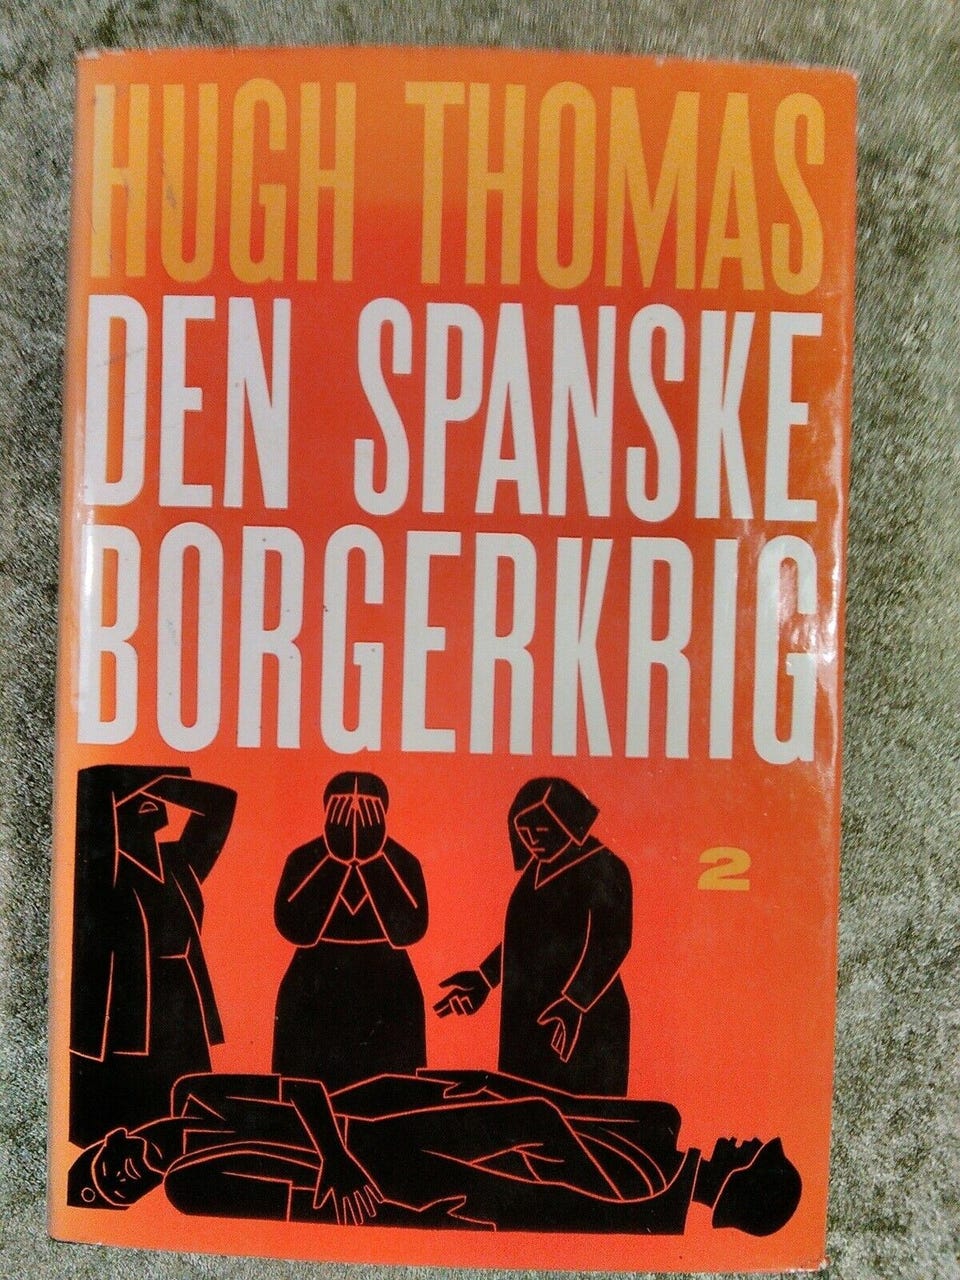 HUGH THOMAS
DEN SPANSKE
BORGERKRIG
2